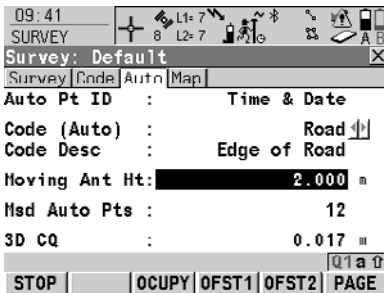 09:41
SURVEY
8 L1= 7
L2= 7
A B
Survey: Default
Survey Code Auto Map
Auto Pt ID : Time & Date
Code (Auto) : Road
Code Desc : Edge of Road
Moving Ant Ht: 2.000 m
Msd Auto Pts : 12
3D CQ : 0.017 m
Q1a
STOP OCUPY OFST1 OFST2 PAGE